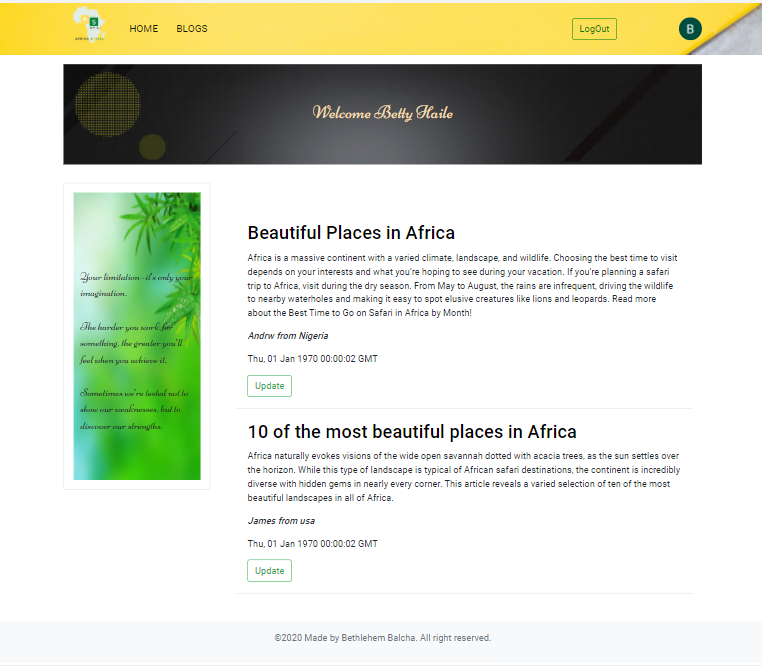 HOME BLOGS LogOut B
Welcome Betty Haile
Your limitation—it's only your
imagination.
The harder you work for
something, the greater you'll
feel when you achieve it.
Sometimes we're tested not to
show our weaknesses, but to
discover our strengths.
Beautiful Places in Africa
Africa is a massive continent with a varied climate, landscape, and wildlife. Choosing the best time to visit
depends on your interests and what you're hoping to see during your vacation. If you're planning a safari
trip to Africa, visit during the dry season. From May to August, the rains are infrequent, driving the wildlife
to nearby waterholes and making it easy to spot elusive creatures like lions and leopards. Read more
about the Best Time to Go on Safari in Africa by Month!
Andrw from Nigeria
Thu, 01 Jan 1970 00:00:02 GMT
Update
10 of the most beautiful places in Africa
Africa naturally evokes visions of the wide open savannah dotted with acacia trees, as the sun settles over
the horizon. While this type of landscape is typical of African safari destinations, the continent is incredibly
diverse with hidden gems in nearly every corner. This article reveals a varied selection of ten of the most
beautiful landscapes in all of Africa.
James from usa
Thu, 01 Jan 1970 00:00:02 GMT
Update
©2020 Made by Bethlehem Balcha. All right reserved.